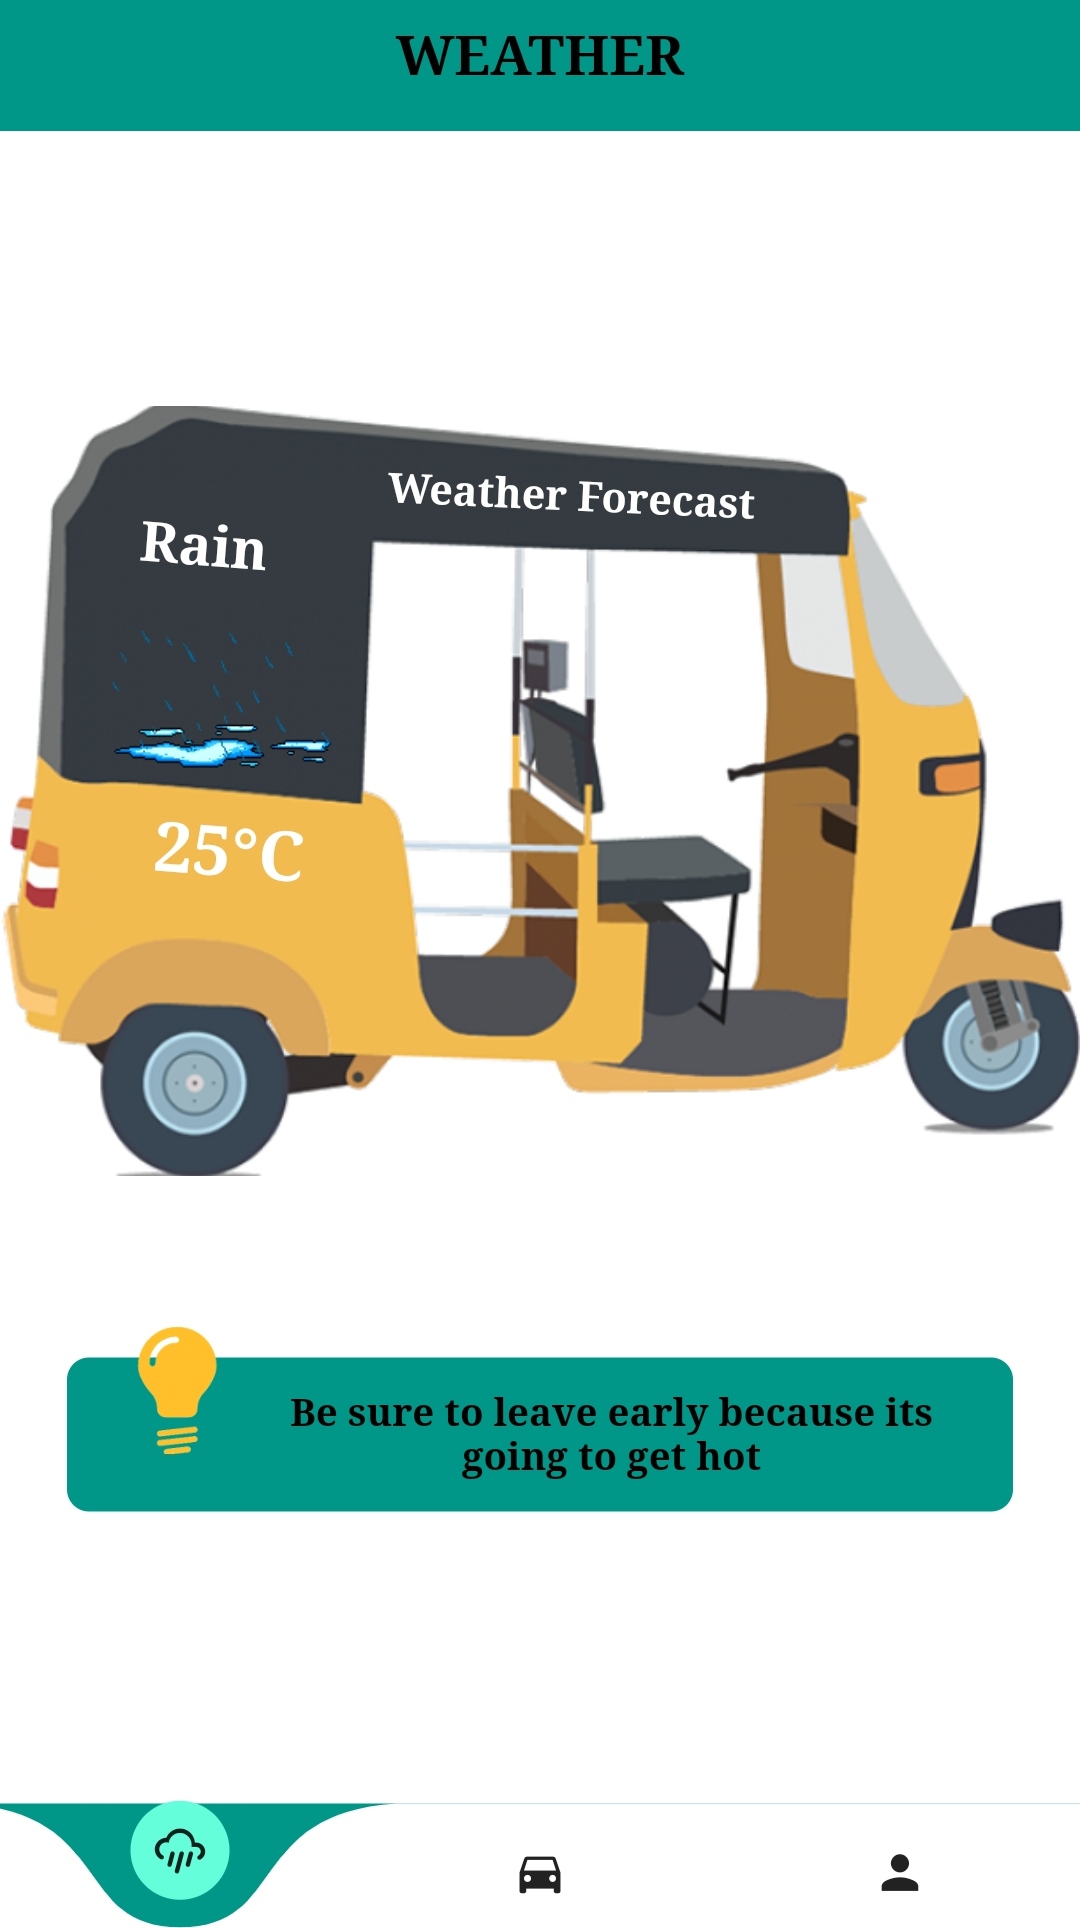 WEATHER
Weather Forecast
Rain
25°C
Be sure to leave early because its
going to get hot